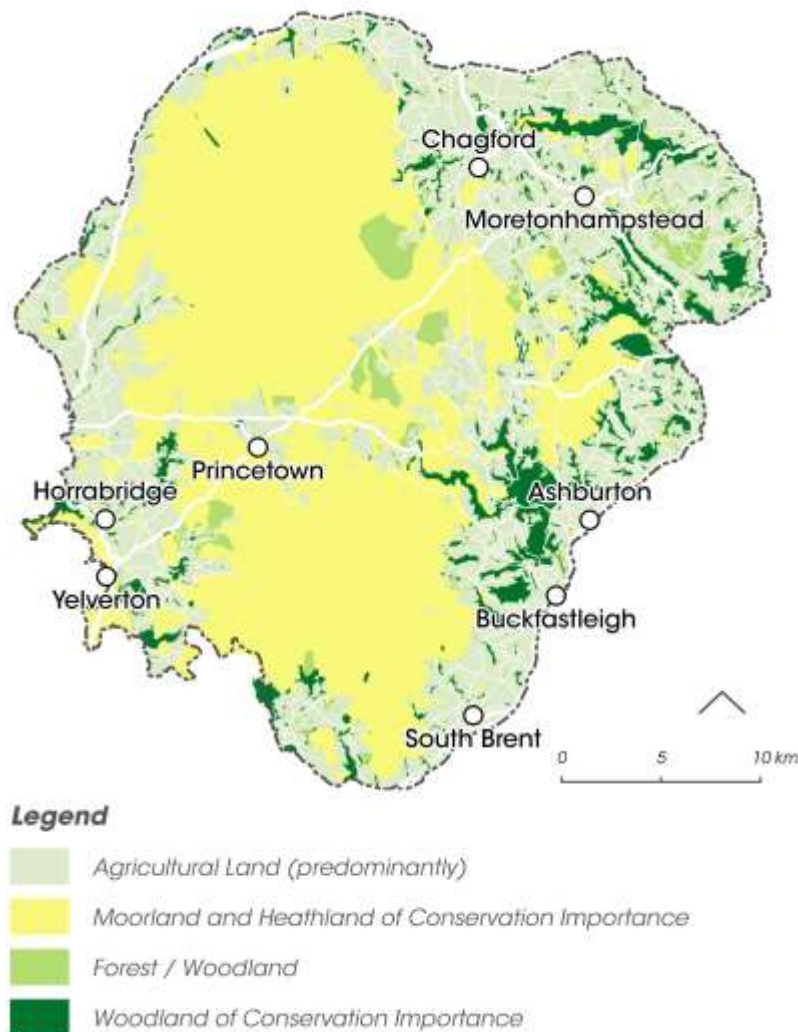 Chagford
Moretonhampstead
Princetown
Horrabridge
Ashburton
Yelverton
Buckfastleigh
South Brent
0 5 10 km
Legend
Agricultural Land (predominantly)
Moorland and Heathland of Conservation Importance
Forest / Woodland
Woodland of Conservation Importance